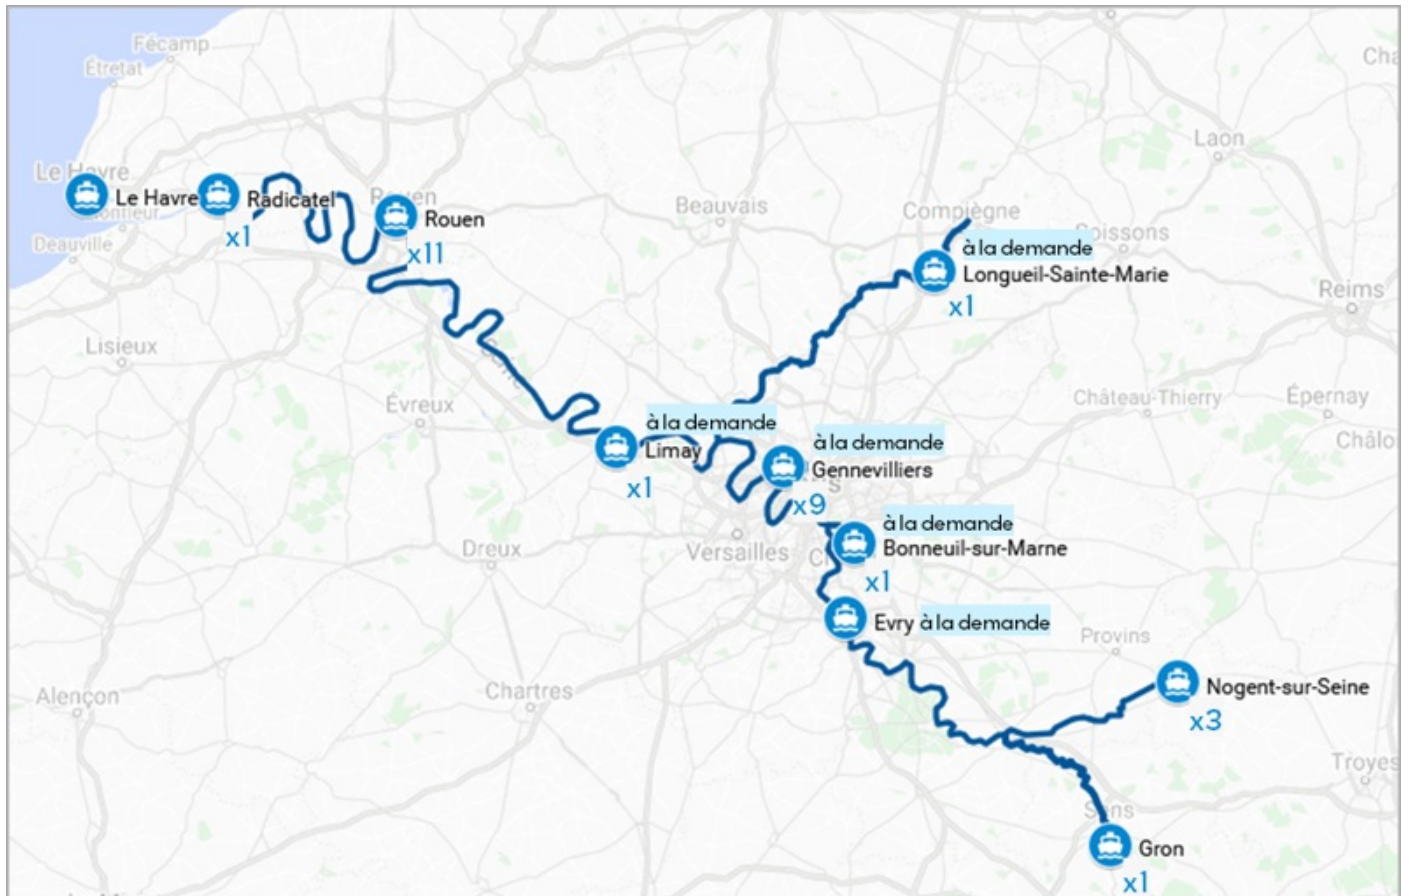 Fécamp
Étretat
Laon
Le Havre
Le Havre
Radicatel
Rouen
x1
x11
Deauville
Beauvais
Compiègne
Soissons
à la demande
Longueil-Sainte-Marie
x1
Reims
Lisieux
Seine
Évreux
Château-Thierry
Épernay
à la demande
Limay
x1
à la demande
Gennevilliers
x9
Versailles
Dreux
à la demande
Bonneuil-sur-Marne
x1
Evry à la demande
Provins
Nogent-sur-Seine
x3
Alençon
Chartres
Troyes
Sens
Gron
x1